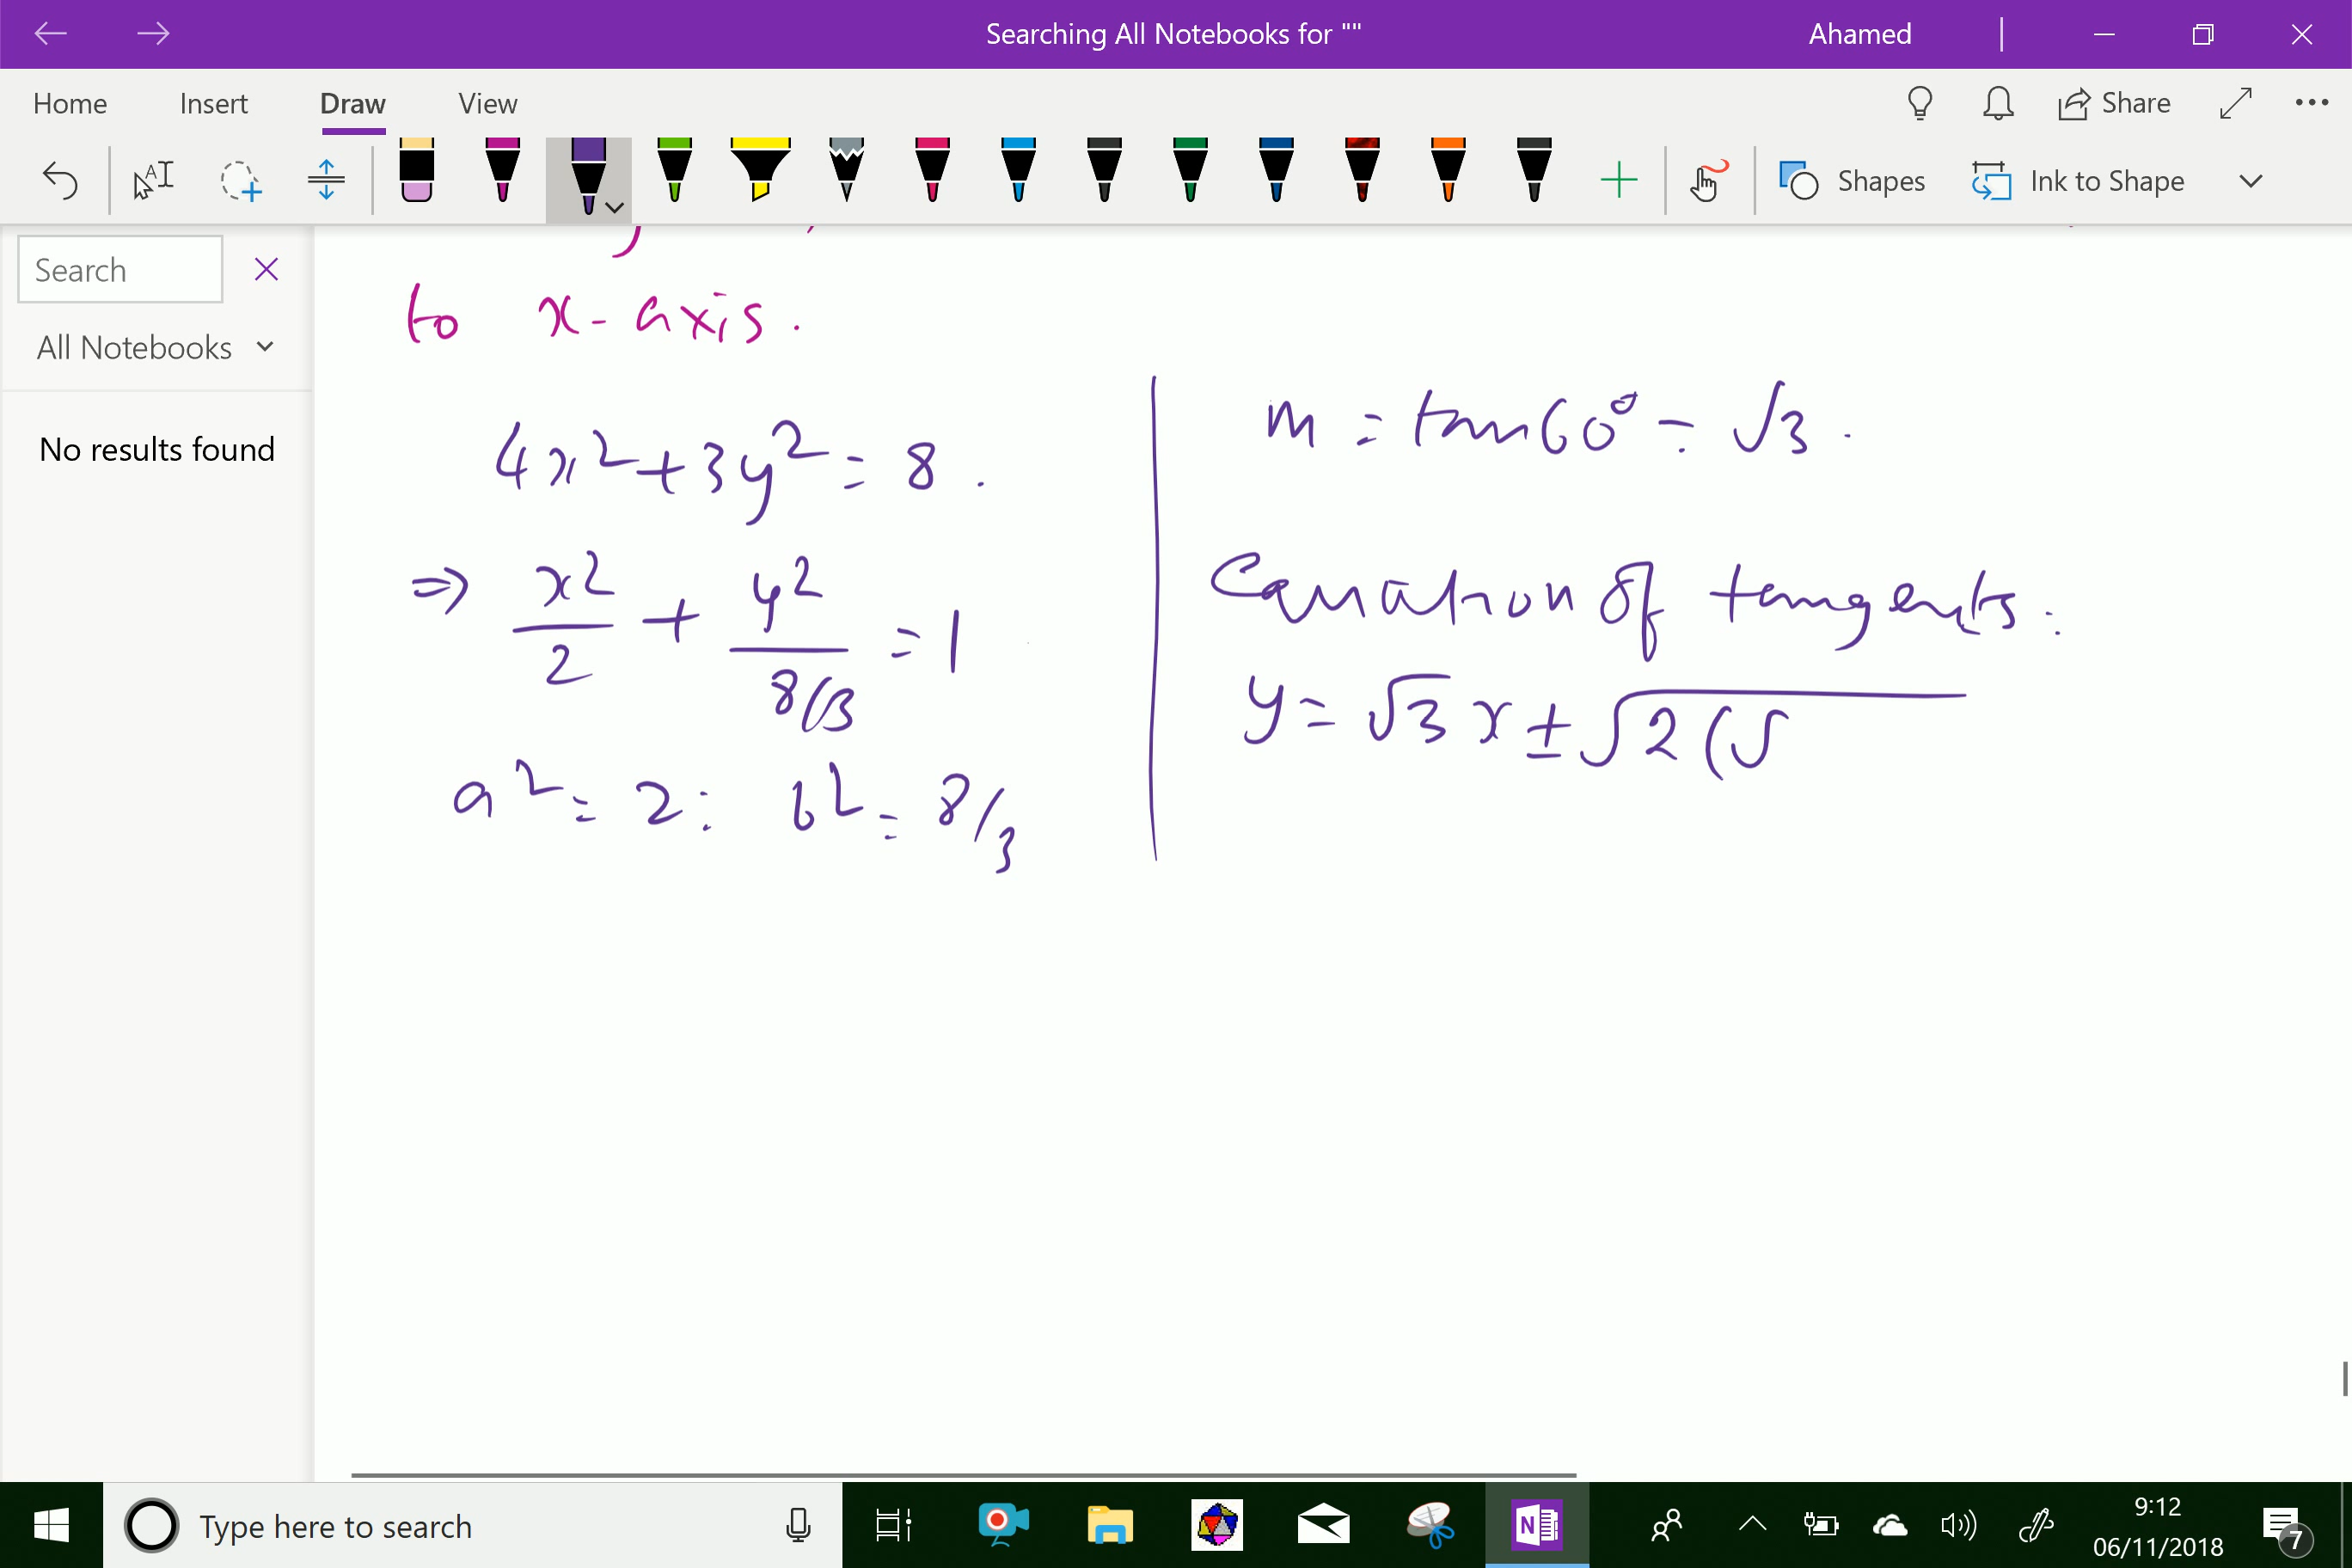 Searching All Notebooks for ""
Ahamed
Home Insert Draw View
Share
Shapes
Ink to Shape
Search
All Notebooks
No results found
to x-axis.
4x²+3y²=8.
⇒ x²/2 + y²/8/3 = 1
a²=2: b²=8/3
m = tan60° = √3.
Equation of tangents:
y = √3 x ± √2(√
Type here to search
N
9:12
06/11/2018
7